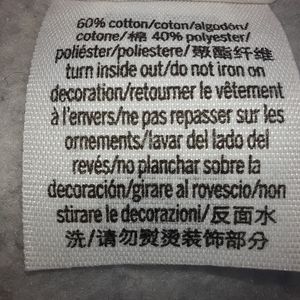 60% cotton/coton/algodón/
cotone/棉 40% polyester/
poliéster/poliestere/聚酯纤维
turn inside out/do not iron on
decoration/retourner le vêtement
à l'envers/ne pas repasser sur les
ornements/lavar del lado del
revés/no planchar sobre la
decoración/girare al rovescio/non
stirare le decorazioni/反面水
洗/请勿熨烫装饰部分